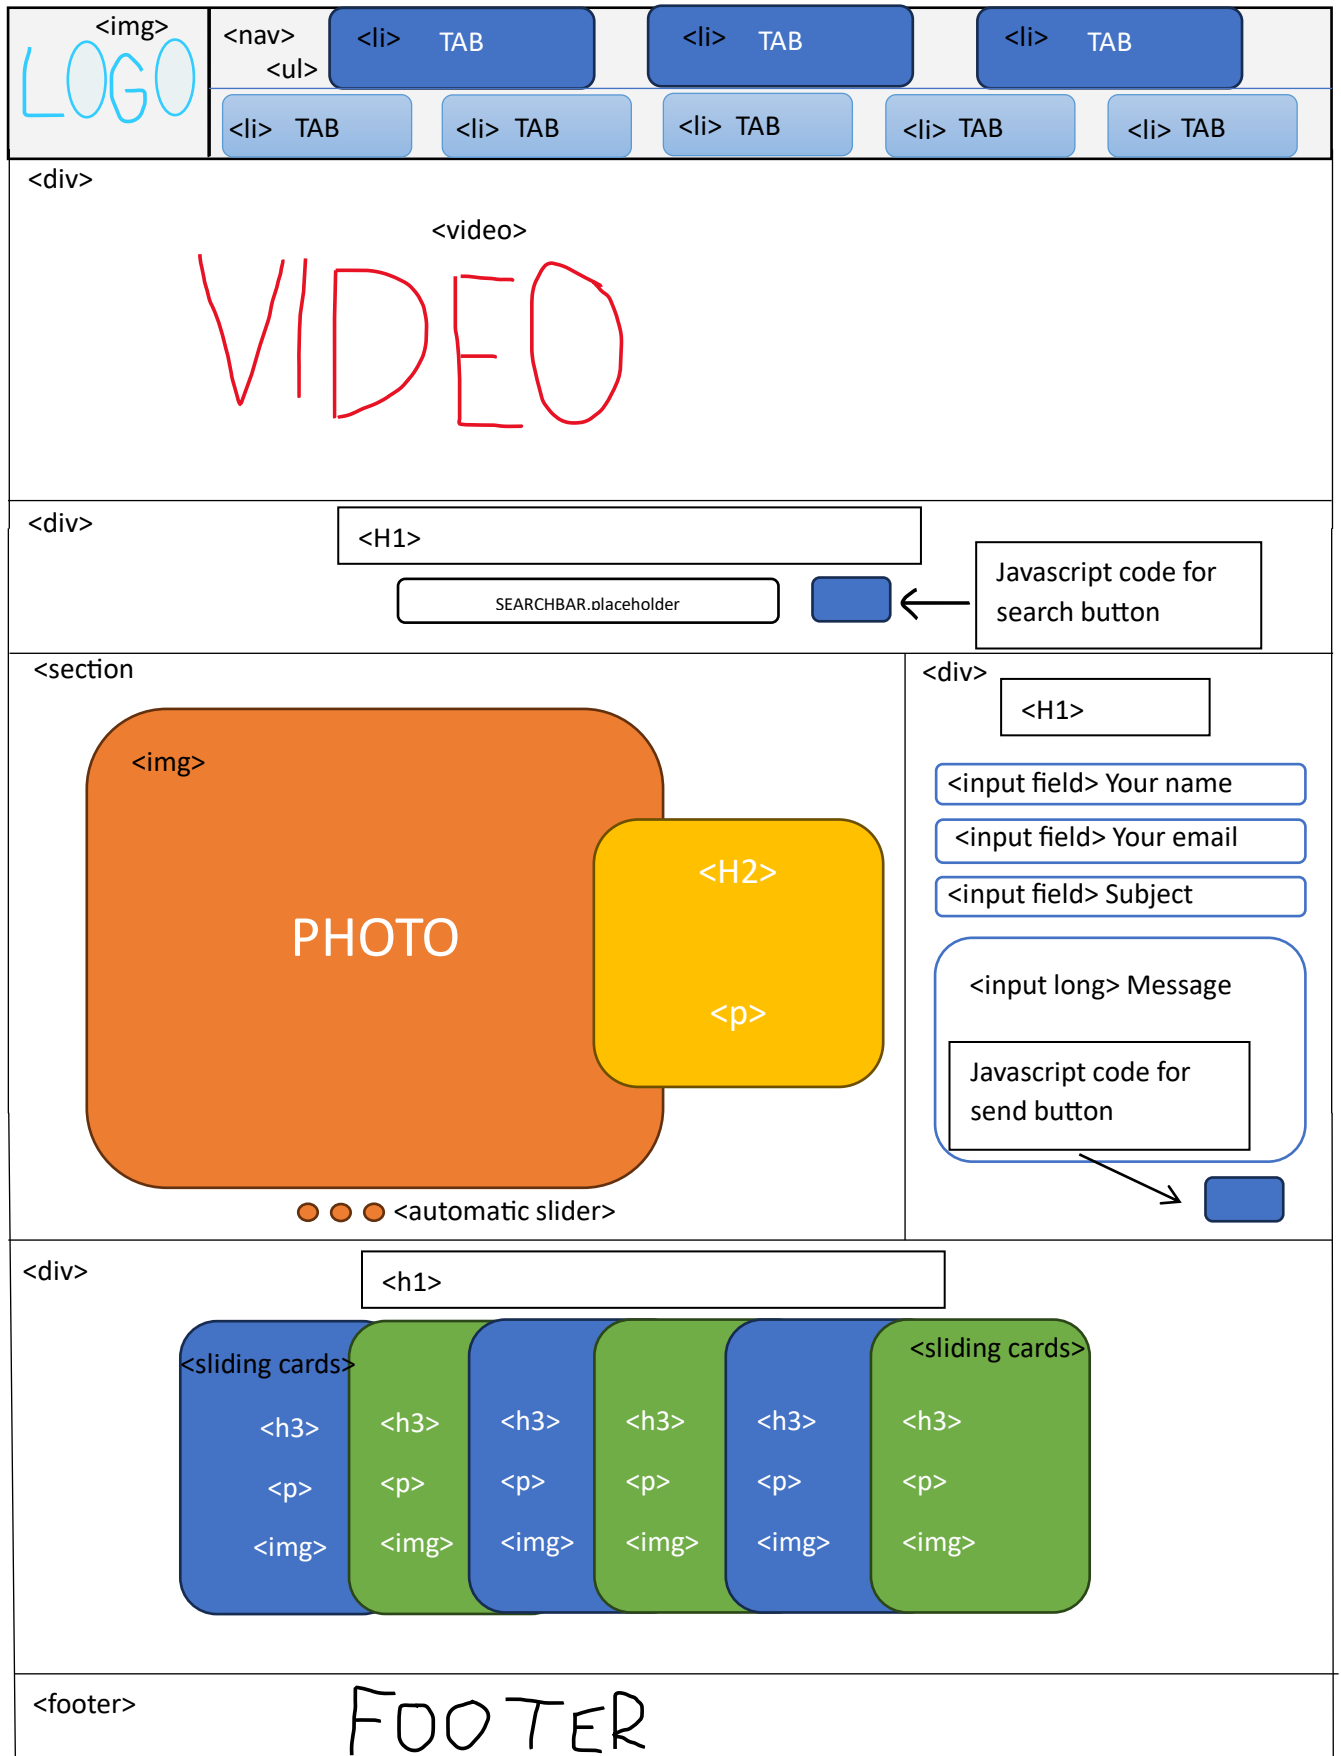 <img>
LOGO
<nav>
<ul>
<li> TAB
<li> TAB
<li> TAB
<li> TAB
<li> TAB
<li> TAB
<li> TAB
<li> TAB
<div>
<video>
VIDEO
<div>
<H1>
SEARCHBAR.placeholder
Javascript code for
search button
<section
<img>
PHOTO
<H2>
<p>
<automatic slider>
<div>
<H1>
<input field> Your name
<input field> Your email
<input field> Subject
<input long> Message
Javascript code for
send button
<div>
<h1>
<sliding cards>
<sliding cards>
<h3> <h3> <h3> <h3> <h3> <h3>
<p> <p> <p> <p> <p> <p>
<img> <img> <img> <img> <img> <img>
<footer>
FOOTER